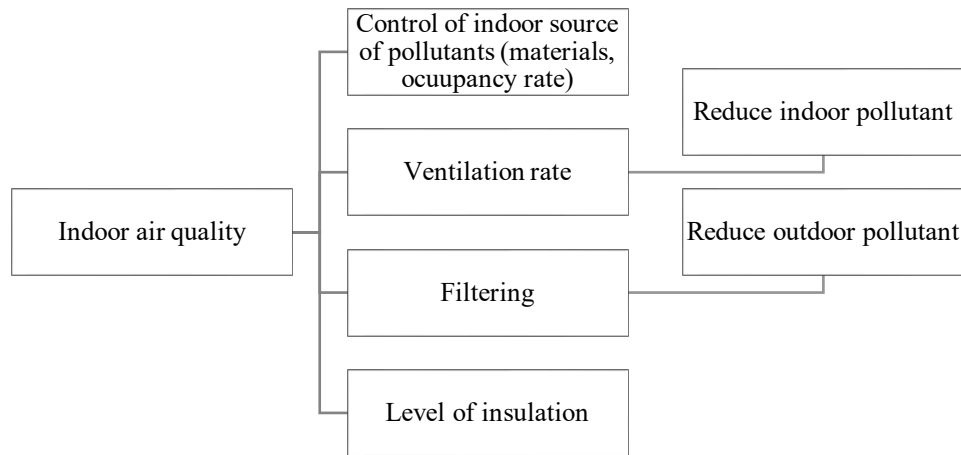 Control of indoor source
of pollutants (materials,
ocuupancy rate)
Reduce indoor pollutant
Ventilation rate
Indoor air quality
Reduce outdoor pollutant
Filtering
Level of insulation